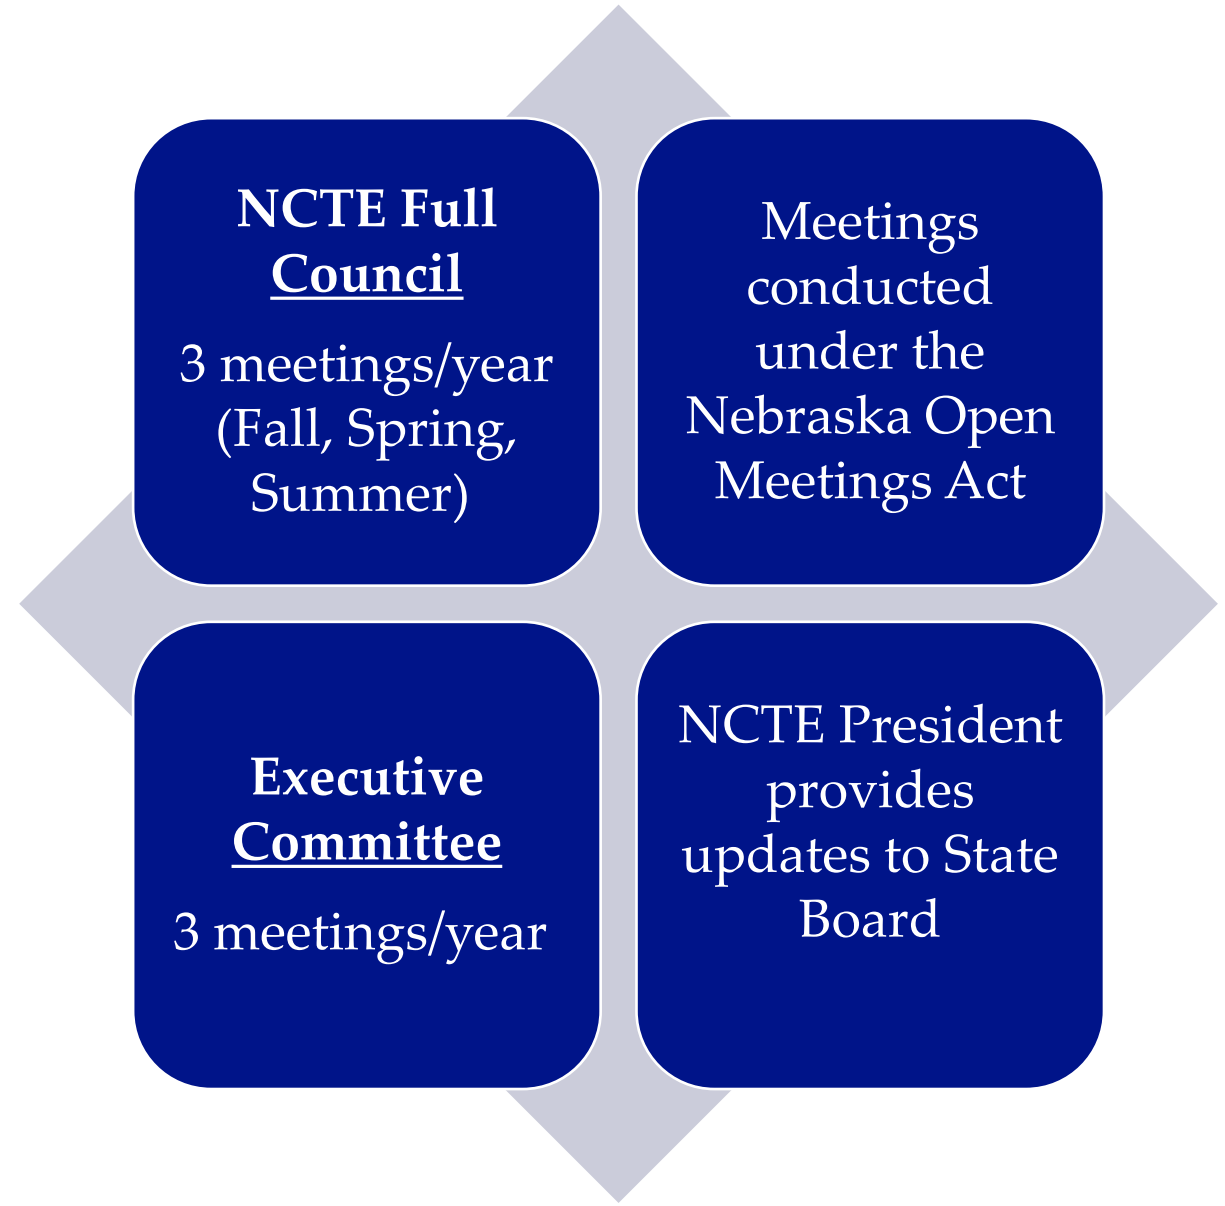 NCTE Full
Council
3 meetings/year
(Fall, Spring,
Summer)
Meetings
conducted
under the
Nebraska Open
Meetings Act
Executive
Committee
3 meetings/year
NCTE President
provides
updates to State
Board